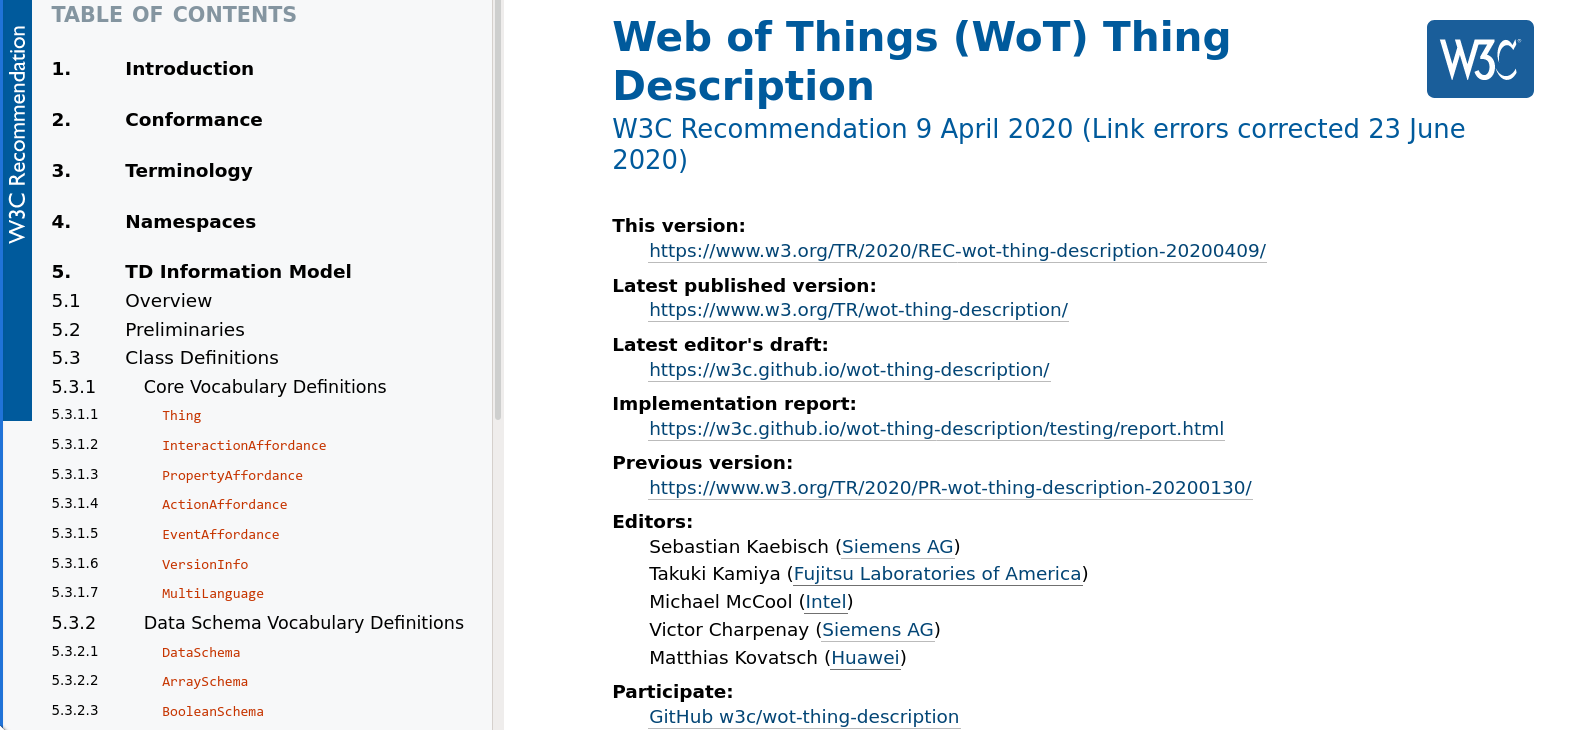 W3C Recommendation
TABLE OF CONTENTS
1. Introduction
2. Conformance
3. Terminology
4. Namespaces
5. TD Information Model
5.1 Overview
5.2 Preliminaries
5.3 Class Definitions
5.3.1 Core Vocabulary Definitions
5.3.1.1 Thing
5.3.1.2 InteractionAffordance
5.3.1.3 PropertyAffordance
5.3.1.4 ActionAffordance
5.3.1.5 EventAffordance
5.3.1.6 VersionInfo
5.3.1.7 MultiLanguage
5.3.2 Data Schema Vocabulary Definitions
5.3.2.1 DataSchema
5.3.2.2 ArraySchema
5.3.2.3 BooleanSchema
Web of Things (WoT) Thing
Description
W3C
W3C Recommendation 9 April 2020 (Link errors corrected 23 June
2020)
This version:
https://www.w3.org/TR/2020/REC-wot-thing-description-20200409/
Latest published version:
https://www.w3.org/TR/wot-thing-description/
Latest editor's draft:
https://w3c.github.io/wot-thing-description/
Implementation report:
https://w3c.github.io/wot-thing-description/testing/report.html
Previous version:
https://www.w3.org/TR/2020/PR-wot-thing-description-20200130/
Editors:
Sebastian Kaebisch (Siemens AG)
Takuki Kamiya (Fujitsu Laboratories of America)
Michael McCool (Intel)
Victor Charpenay (Siemens AG)
Matthias Kovatsch (Huawei)
Participate:
GitHub w3c/wot-thing-description